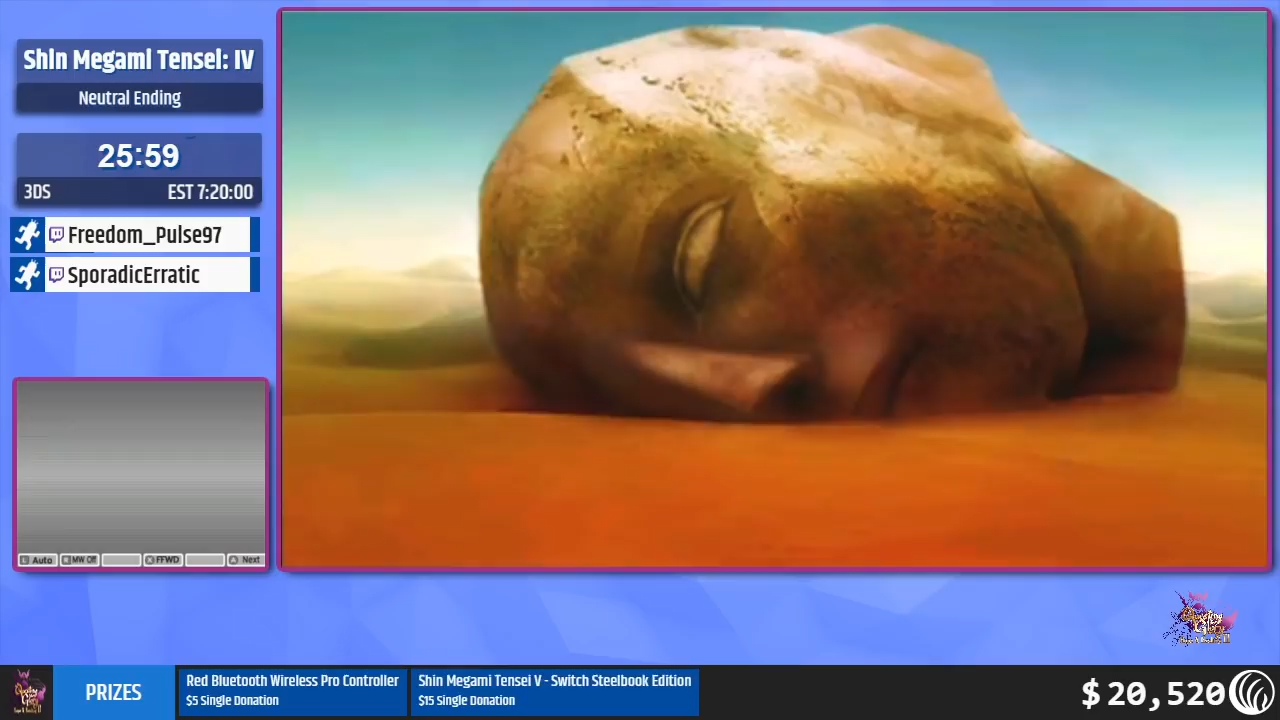 Shin Megami Tensei: IV
Neutral Ending
25:59
3DS EST 7:20:00
Freedom_Pulse97
SporadicErratic
L Auto R MW Off X FFWD A Next
PRIZES
Red Bluetooth Wireless Pro Controller
$5 Single Donation
Shin Megami Tensei V - Switch Steelbook Edition
$15 Single Donation
$20,520